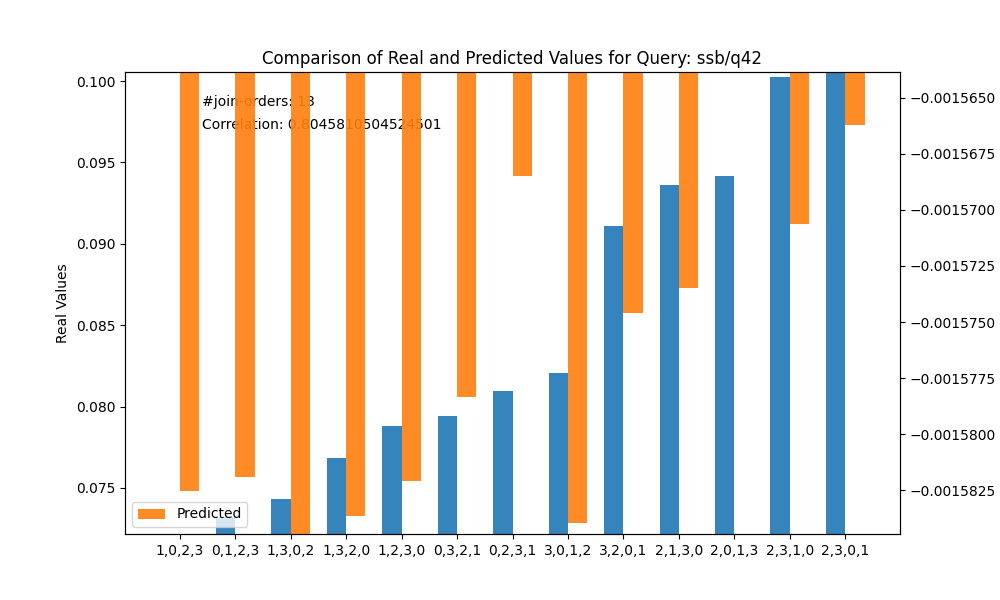 Comparison of Real and Predicted Values for Query: ssb/q42
#join-orders: 13
Correlation: 0.8045810504524501
Real Values
0.100
0.095
0.090
0.085
0.080
0.075
−0.0015650
−0.0015675
−0.0015700
−0.0015725
−0.0015750
−0.0015775
−0.0015800
−0.0015825
Predicted
1,0,2,3 0,1,2,3 1,3,0,2 1,3,2,0 1,2,3,0 0,3,2,1 0,2,3,1 3,0,1,2 3,2,0,1 2,1,3,0 2,0,1,3 2,3,1,0 2,3,0,1